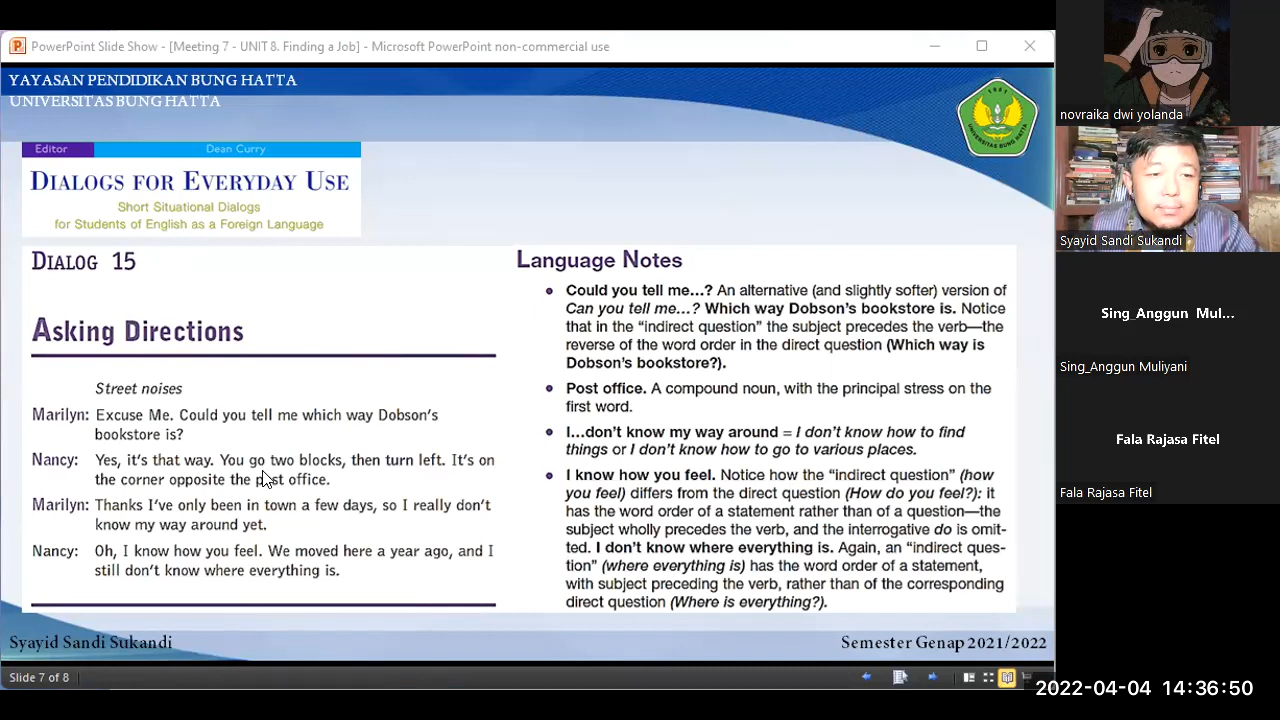 PowerPoint Slide Show - [Meeting 7 - UNIT 8. Finding a Job] - Microsoft PowerPoint non-commercial use
YAYASAN PENDIDIKAN BUNG HATTA
UNIVERSITAS BUNG HATTA
Editor Dean Curry
DIALOGS FOR EVERYDAY USE
Short Situational Dialogs
for Students of English as a Foreign Language
DIALOG 15
Asking Directions
Street noises
Marilyn: Excuse Me. Could you tell me which way Dobson's
bookstore is?
Nancy: Yes, it's that way. You go two blocks, then turn left. It's on
the corner opposite the post office.
Marilyn: Thanks I've only been in town a few days, so I really don't
know my way around yet.
Nancy: Oh, I know how you feel. We moved here a year ago, and I
still don't know where everything is.
Language Notes
• Could you tell me...? An alternative (and slightly softer) version of
Can you tell me...? Which way Dobson's bookstore is. Notice
that in the “indirect question” the subject precedes the verb—the
reverse of the word order in the direct question (Which way is
Dobson's bookstore?).
• Post office. A compound noun, with the principal stress on the
first word.
• I...don't know my way around = I don't know how to find
things or I don't know how to go to various places.
• I know how you feel. Notice how the “indirect question” (how
you feel) differs from the direct question (How do you feel?): it
has the word order of a statement rather than of a question—the
subject wholly precedes the verb, and the interrogative do is omit-
ted. I don't know where everything is. Again, an “indirect ques-
tion” (where everything is) has the word order of a statement,
with subject preceding the verb, rather than of the corresponding
direct question (Where is everything?).
Syayid Sandi Sukandi
Semester Genap 2021/2022
Slide 7 of 8
novraika dwi yolanda
Syayid Sandi Sukandi
Sing_Anggun Mul...
Sing_Anggun Muliyani
Fala Rajasa Fitel
Fala Rajasa Fitel
2022-04-04 14:36:50